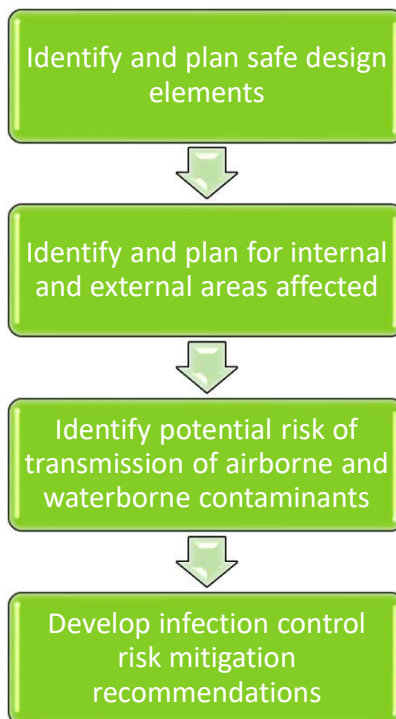 Identify and plan safe design
elements
Identify and plan for internal
and external areas affected
Identify potential risk of
transmission of airborne and
waterborne contaminants
Develop infection control
risk mitigation
recommendations